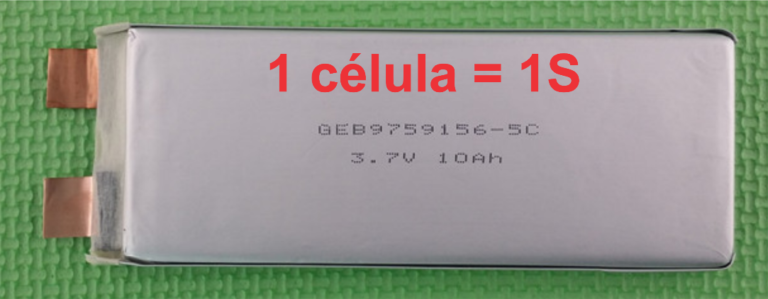 1 célula = 1S
GEB9759156-5C
3.7V 10Ah